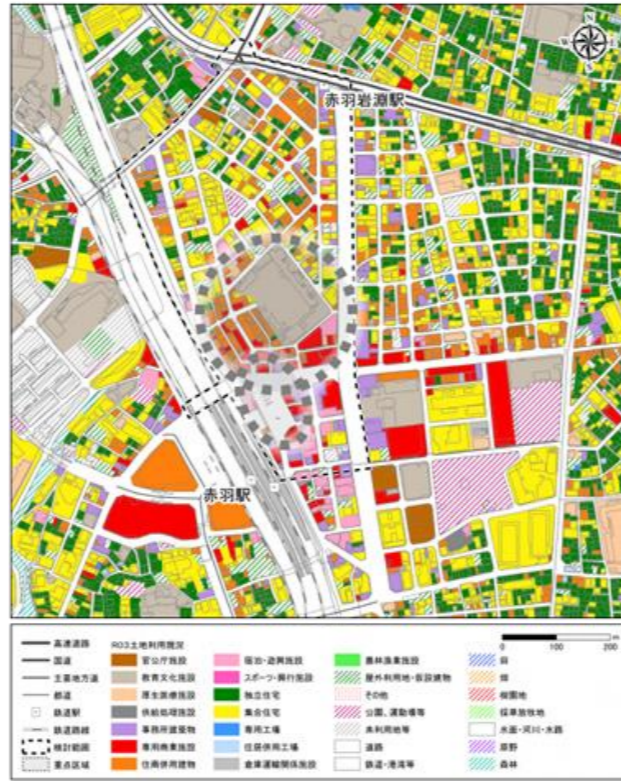 N
W
E
S
赤羽岩淵駅
赤羽駅
0 100 200 m
高速道路
国道
主要地方道
都道
鉄道駅
鉄道路線
検討範囲
重点区域
R03土地利用現況
官公庁施設
教育文化施設
厚生医療施設
供給処理施設
事務所建築物
専用商業施設
住商併用建物
宿泊・遊興施設
スポーツ・興行施設
独立住宅
集合住宅
専用工場
住居併用工場
倉庫運輸関係施設
農林漁業施設
屋外利用地・仮設建物
その他
公園、運動場等
未利用地等
道路
鉄道・港湾等
田
畑
樹園地
採草放牧地
水面・河川・水路
原野
森林